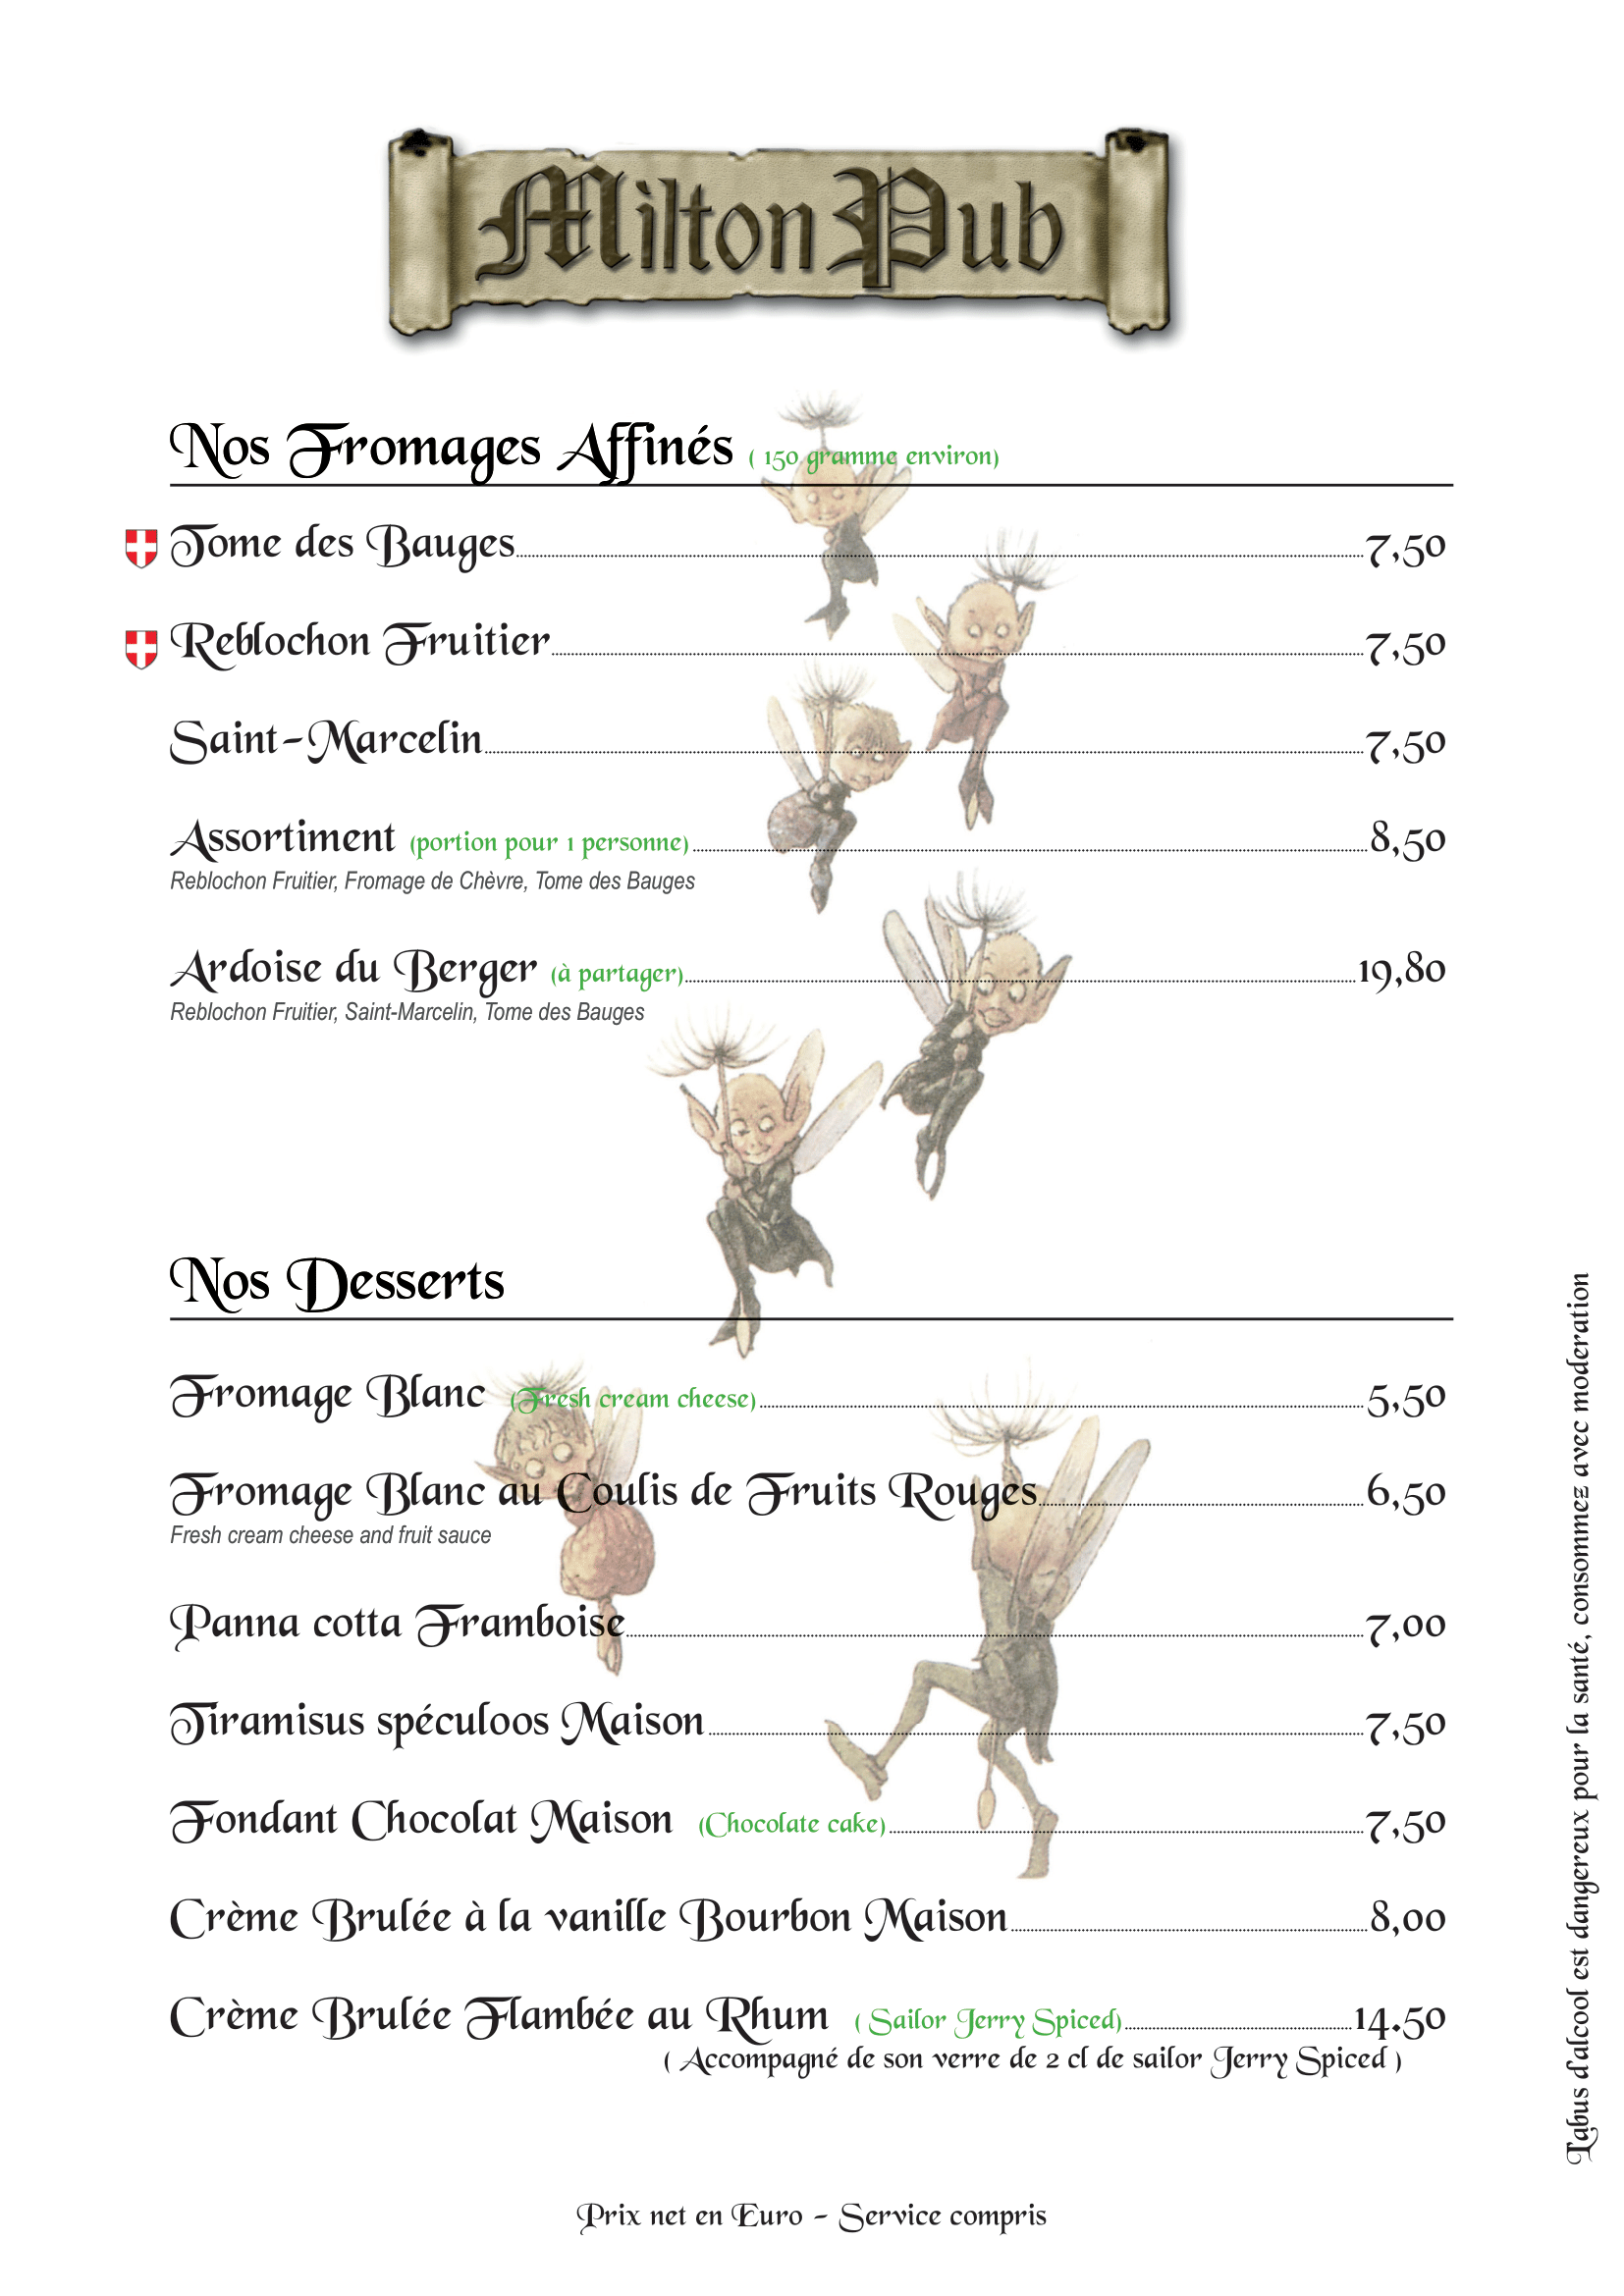 Milton Pub
Nos Fromages Affinés ( 150 gramme environ)
Tome des Bauges 7,50
Reblochon Fruitier 7,50
Saint-Marcelin 7,50
Assortiment (portion pour 1 personne) 8,50
Reblochon Fruitier, Fromage de Chèvre, Tome des Bauges
Ardoise du Berger (à partager) 19,80
Reblochon Fruitier, Saint-Marcelin, Tome des Bauges
Nos Desserts
Fromage Blanc (Fresh cream cheese) 5,50
Fromage Blanc au Coulis de Fruits Rouges 6,50
Fresh cream cheese and fruit sauce
Panna cotta Framboise 7,00
Tiramisus spéculoos Maison 7,50
Fondant Chocolat Maison (Chocolate cake) 7,50
Crème Brulée à la vanille Bourbon Maison 8,00
Crème Brulée Flambée au Rhum ( Sailor Jerry Spiced) 14.50
( Accompagné de son verre de 2 cl de sailor Jerry Spiced )
Prix net en Euro - Service compris
L'abus d'alcool est dangereux pour la santé, consommez avec moderation